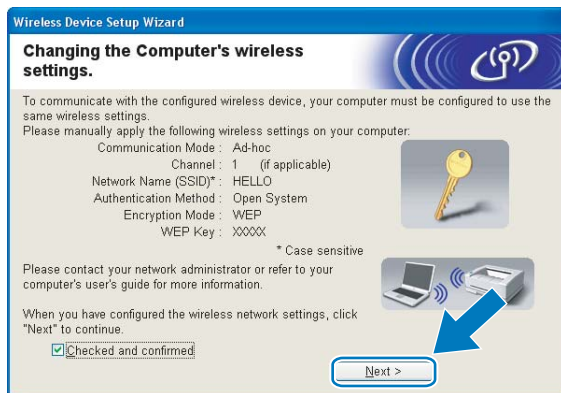 Wireless Device Setup Wizard
Changing the Computer's wireless
settings.
To communicate with the configured wireless device, your computer must be configured to use the
same wireless settings.
Please manually apply the following wireless settings on your computer:
Communication Mode : Ad-hoc
Channel : 1 (if applicable)
Network Name (SSID)* : HELLO
Authentication Method : Open System
Encryption Mode : WEP
WEP Key : XXXXX
* Case sensitive
Please contact your network administrator or refer to your
computer's user's guide for more information.
When you have configured the wireless network settings, click
"Next" to continue.
Checked and confirmed
Next >